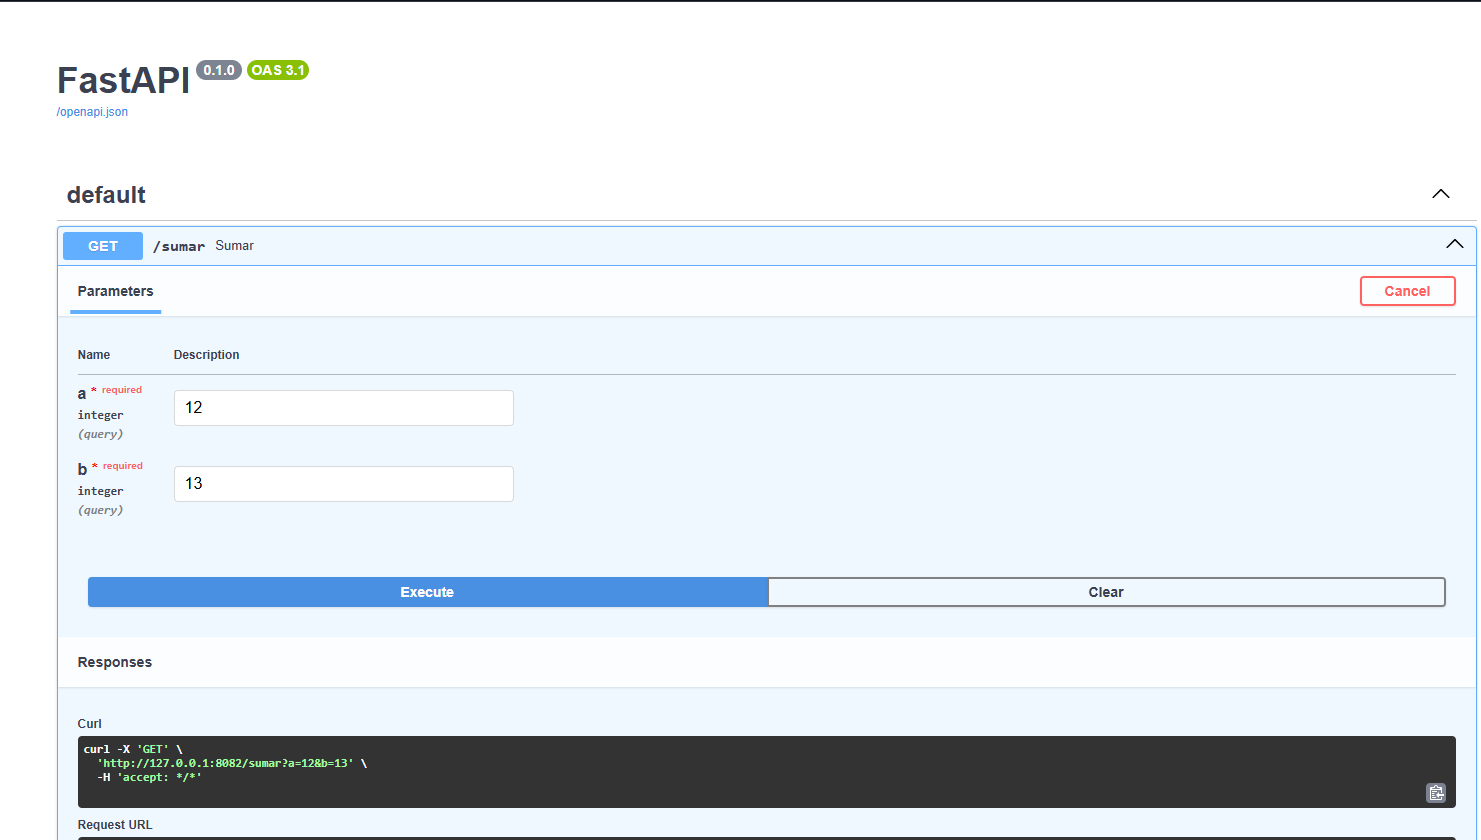 FastAPI 0.1.0 OAS 3.1
/openapi.json
default
GET /sumar Sumar
Parameters Cancel
Name Description
a * required
integer
(query)
12
b * required
integer
(query)
13
Execute Clear
Responses
Curl
curl -X 'GET' \
  'http://127.0.0.1:8082/sumar?a=12&b=13' \
  -H 'accept: */*'
Request URL